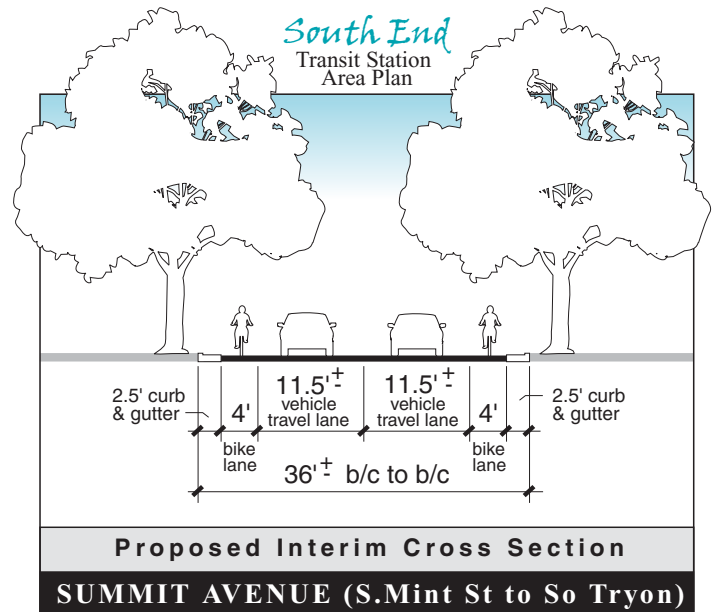 South End
Transit Station
Area Plan
2.5' curb
& gutter
4'
bike
lane
11.5' ±
vehicle
travel lane
11.5' ±
vehicle
travel lane
4'
bike
lane
2.5' curb
& gutter
36' ± b/c to b/c
Proposed Interim Cross Section
SUMMIT AVENUE (S.Mint St to So Tryon)